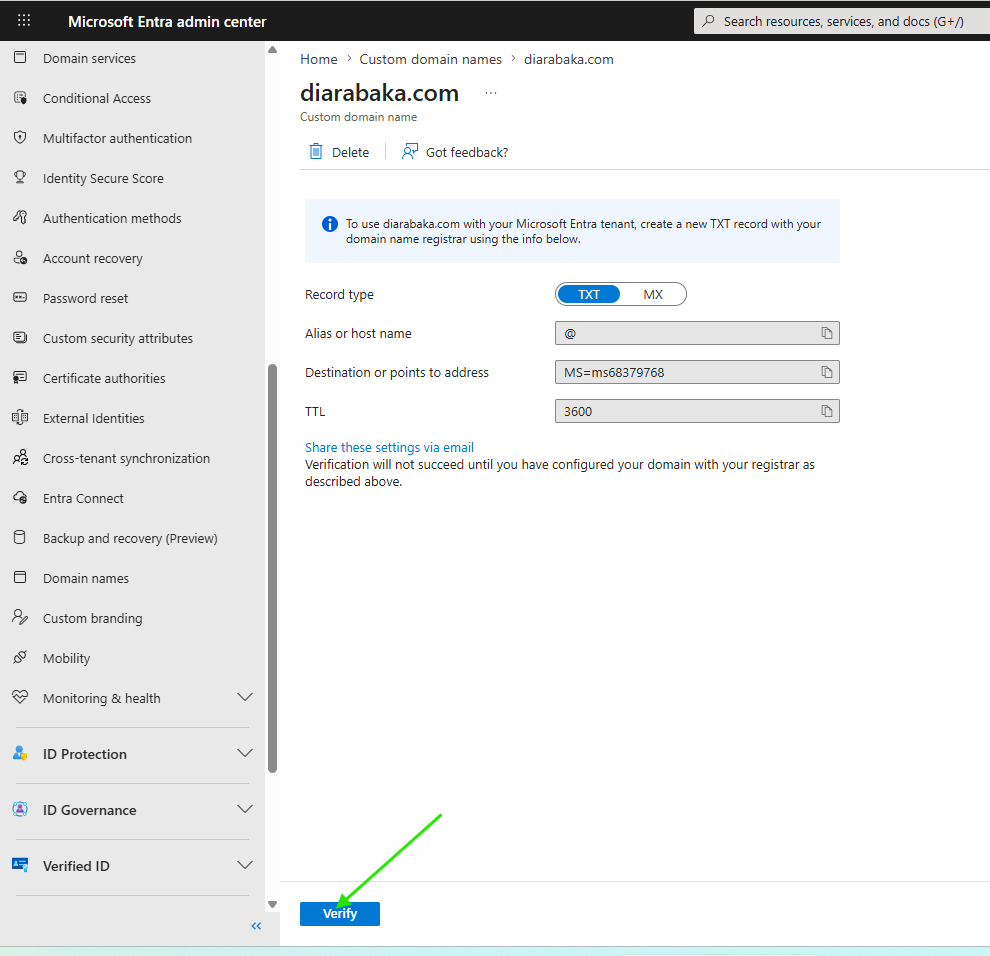 Microsoft Entra admin center
Search resources, services, and docs (G+/)
Domain services
Conditional Access
Multifactor authentication
Identity Secure Score
Authentication methods
Account recovery
Password reset
Custom security attributes
Certificate authorities
External Identities
Cross-tenant synchronization
Entra Connect
Backup and recovery (Preview)
Domain names
Custom branding
Mobility
Monitoring & health
ID Protection
ID Governance
Verified ID
Home > Custom domain names > diarabaka.com
diarabaka.com ...
Custom domain name
Delete
Got feedback?
To use diarabaka.com with your Microsoft Entra tenant, create a new TXT record with your
domain name registrar using the info below.
Record type TXT MX
Alias or host name @
Destination or points to address MS=ms68379768
TTL 3600
Share these settings via email
Verification will not succeed until you have configured your domain with your registrar as
described above.
Verify